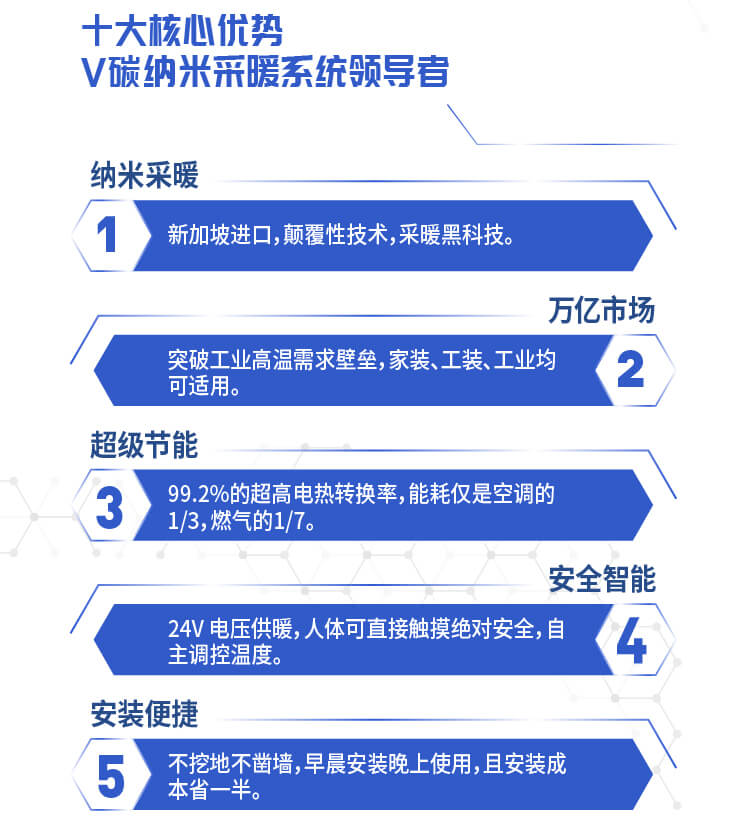 十大核心优势
V碳纳米采暖系统领导者
纳米采暖
1
新加坡进口，颠覆性技术，采暖黑科技。
万亿市场
突破工业高温需求壁垒，家装、工装、工业均
可适用。
2
超级节能
3
99.2%的超高电热转换率，能耗仅是空调的
1/3，燃气的1/7。
安全智能
24V 电压供暖，人体可直接触摸绝对安全，自
主调控温度。
4
安装便捷
5
不挖地不凿墙，早晨安装晚上使用，且安装成
本省一半。